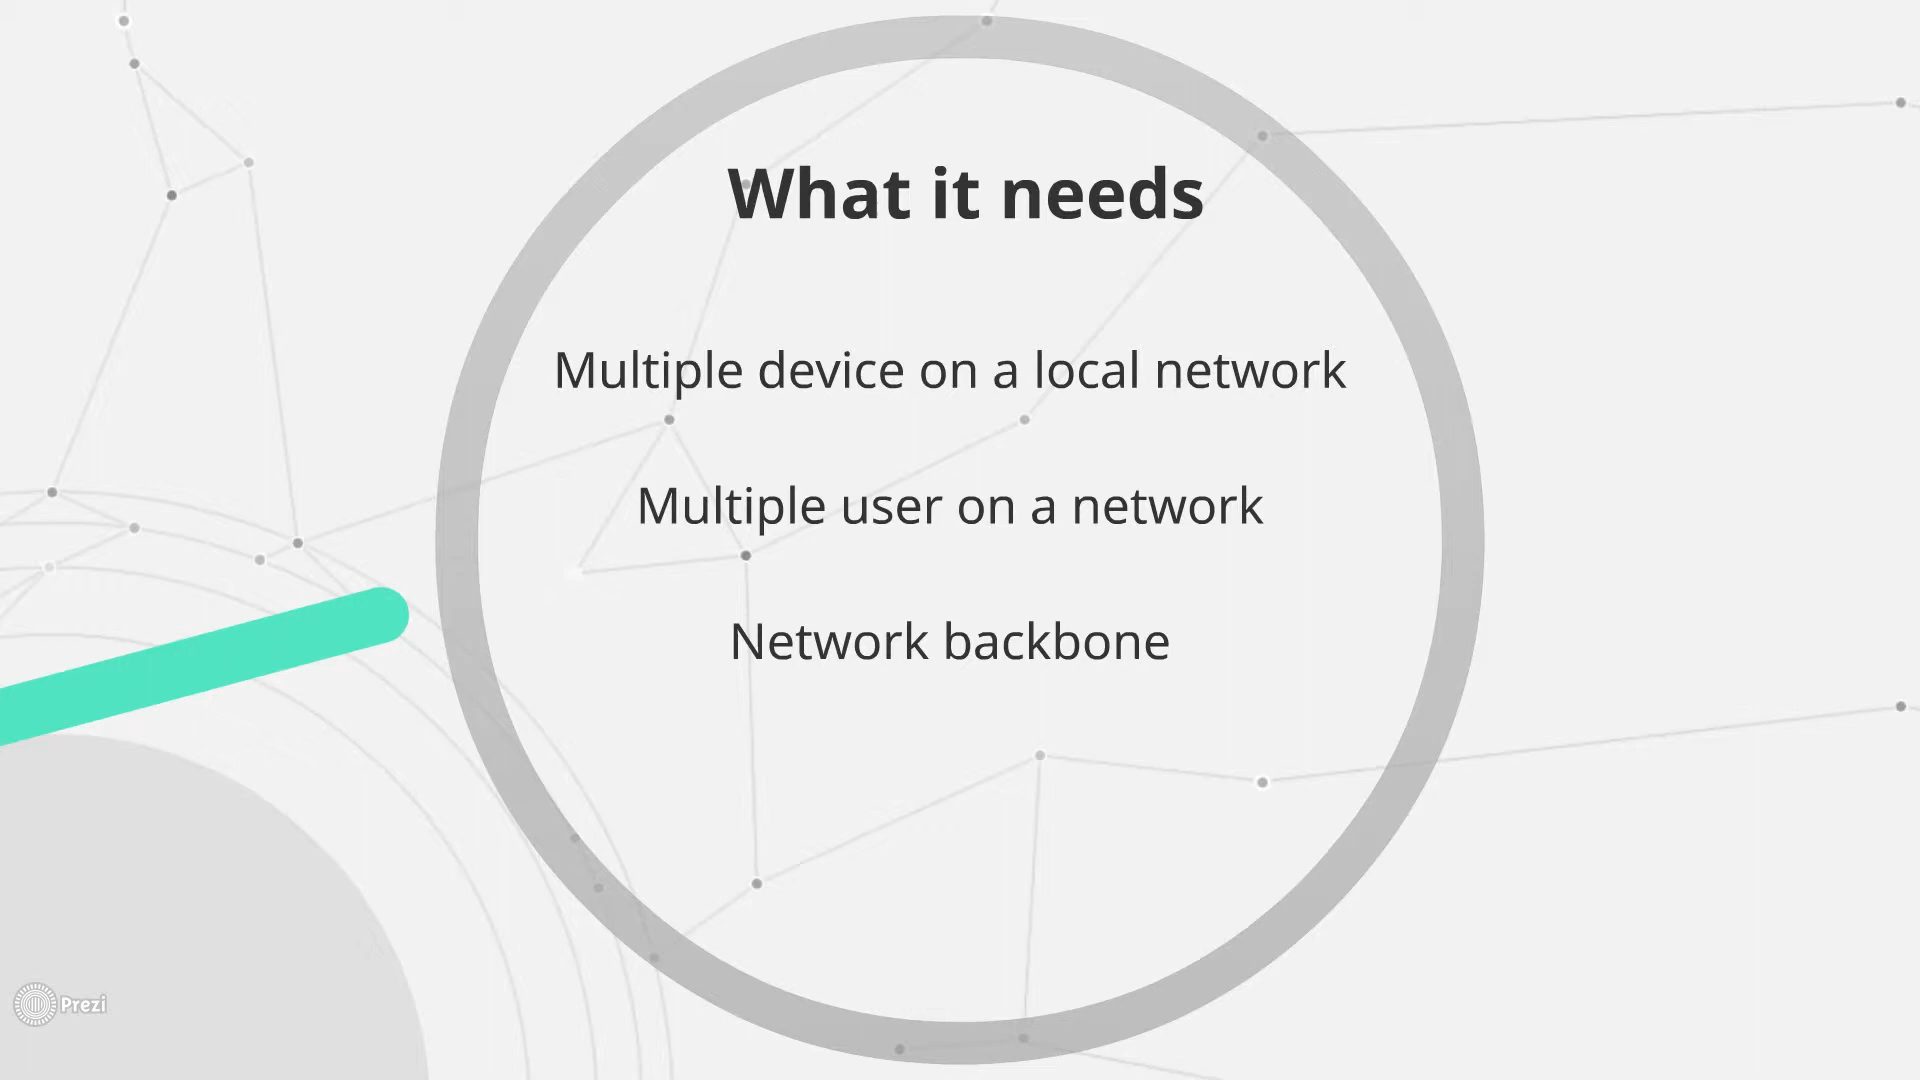 What it needs
Multiple device on a local network
Multiple user on a network
Network backbone
Prezi